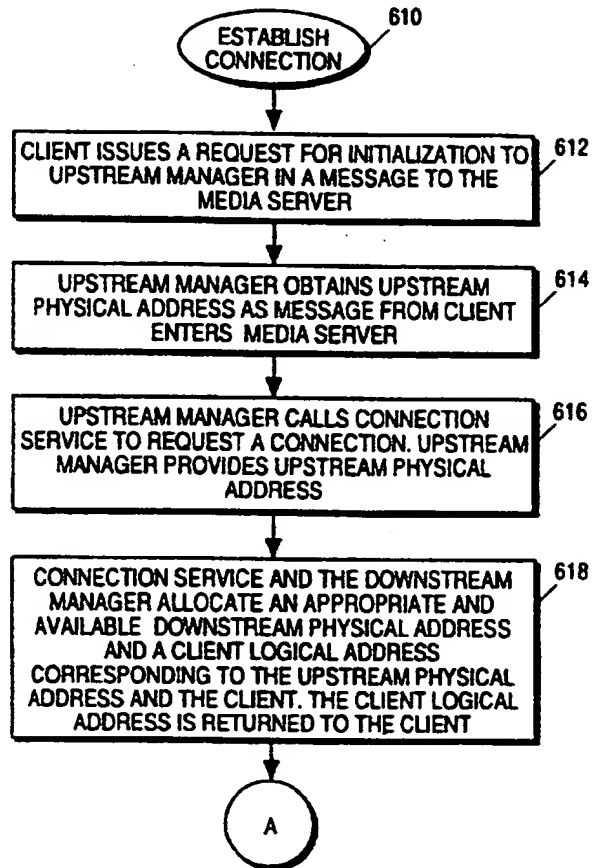 ESTABLISH
CONNECTION
610
CLIENT ISSUES A REQUEST FOR INITIALIZATION TO
UPSTREAM MANAGER IN A MESSAGE TO THE
MEDIA SERVER
612
UPSTREAM MANAGER OBTAINS UPSTREAM
PHYSICAL ADDRESS AS MESSAGE FROM CLIENT
ENTERS MEDIA SERVER
614
UPSTREAM MANAGER CALLS CONNECTION
SERVICE TO REQUEST A CONNECTION. UPSTREAM
MANAGER PROVIDES UPSTREAM PHYSICAL
ADDRESS
616
CONNECTION SERVICE AND THE DOWNSTREAM
MANAGER ALLOCATE AN APPROPRIATE AND
AVAILABLE DOWNSTREAM PHYSICAL ADDRESS
AND A CLIENT LOGICAL ADDRESS
CORRESPONDING TO THE UPSTREAM PHYSICAL
ADDRESS AND THE CLIENT. THE CLIENT LOGICAL
ADDRESS IS RETURNED TO THE CLIENT
618
A